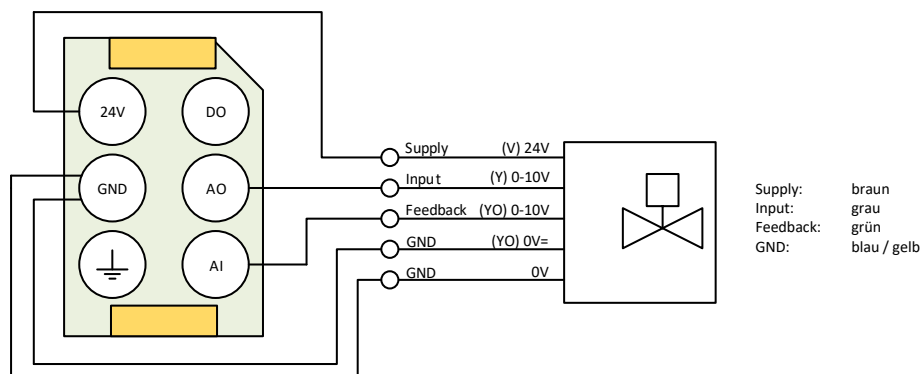 24V DO
GND AO
AI
Supply (V) 24V
Input (Y) 0-10V
Feedback (YO) 0-10V
GND (YO) 0V=
GND 0V
Supply: braun
Input: grau
Feedback: grün
GND: blau / gelb